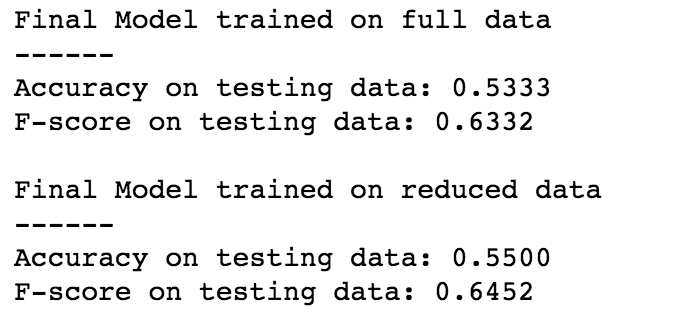 Final Model trained on full data
------
Accuracy on testing data: 0.5333
F-score on testing data: 0.6332
Final Model trained on reduced data
------
Accuracy on testing data: 0.5500
F-score on testing data: 0.6452